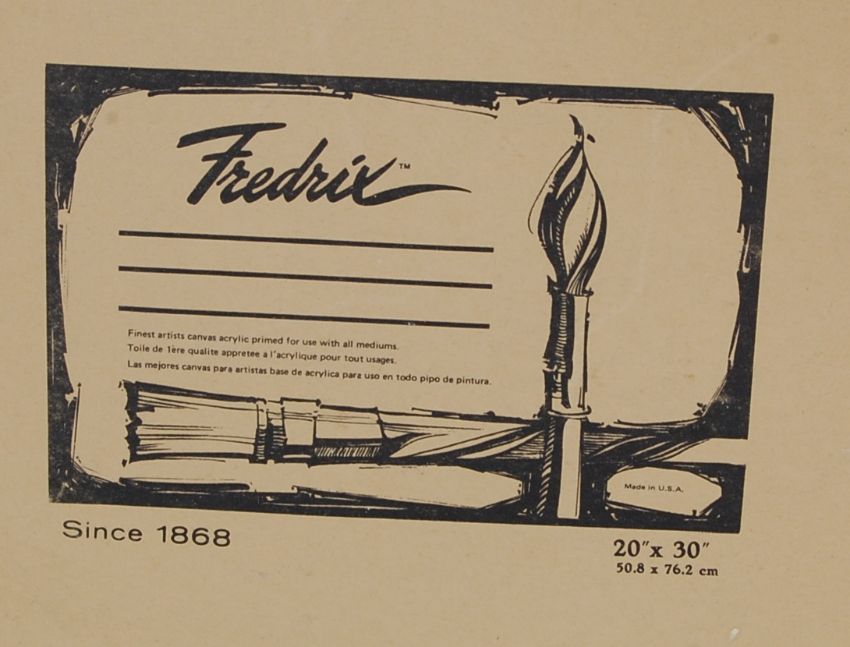 Fredrix™
Finest artists canvas acrylic primed for use with all mediums.
Toile de 1ère qualite appretee a l'acrylique pour tout usages.
Las mejores canvas para artistas base de acrylica para uso en todo pipo de pintura.
Made in U.S.A.
Since 1868
20″x 30″
50.8 x 76.2 cm